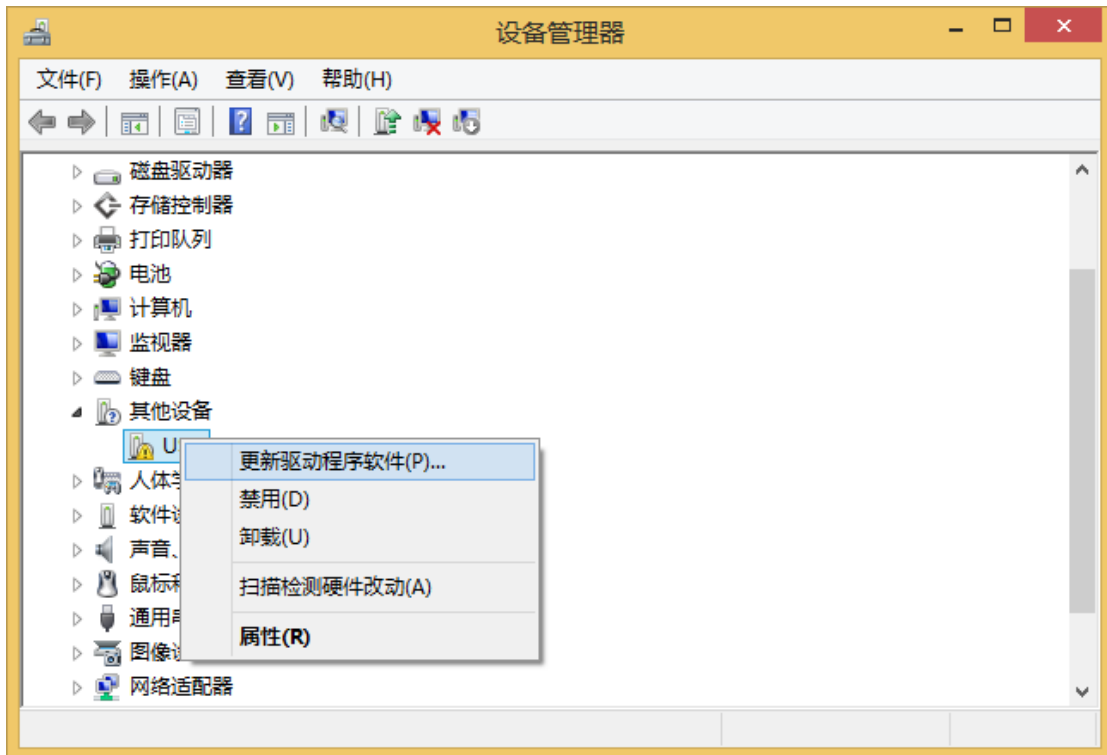 设备管理器
文件(F) 操作(A) 查看(V) 帮助(H)
磁盘驱动器
存储控制器
打印队列
电池
计算机
监视器
键盘
其他设备
U
更新驱动程序软件(P)...
人体
禁用(D)
软件
卸载(U)
声音、
鼠标
扫描检测硬件改动(A)
通用
属性(R)
图像
网络适配器